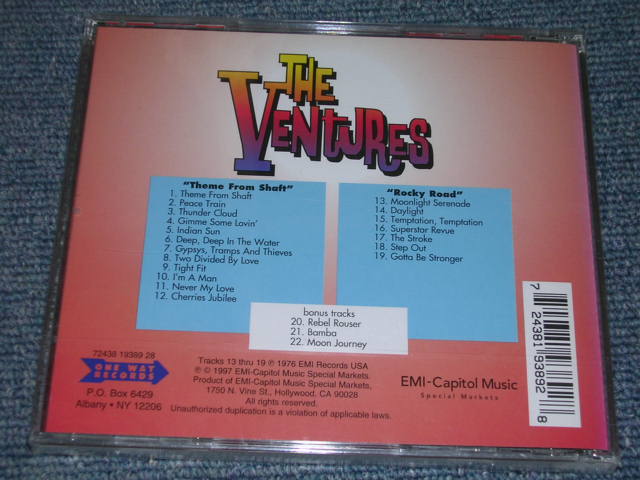 THE
VENTURES
"Theme From Shaft"
1. Theme From Shaft
2. Peace Train
3. Thunder Cloud
4. Gimme Some Lovin'
5. Indian Sun
6. Deep, Deep In The Water
7. Gypsys, Tramps And Thieves
8. Two Divided By Love
9. Tight Fit
10. I'm A Man
11. Never My Love
12. Cherries Jubilee
"Rocky Road"
13. Moonlight Serenade
14. Daylight
15. Temptation, Temptation
16. Superstar Revue
17. The Stroke
18. Step Out
19. Gotta Be Stronger
bonus tracks
20. Rebel Rouser
21. Bamba
22. Moon Journey
72438 19389 28
ONE WAY
RECORDS
P.O. Box 6429
Albany • NY 12206
Tracks 13 thru 19 ℗ 1976 EMI Records USA
℗ © 1997 EMI-Capitol Music Special Markets.
Product of EMI-Capitol Music Special Markets,
1750 N. Vine St., Hollywood, CA 90028
All rights reserved.
Unauthorized duplication is a violation of applicable laws.
EMI-Capitol Music
Special Markets
7 24381 93892 8